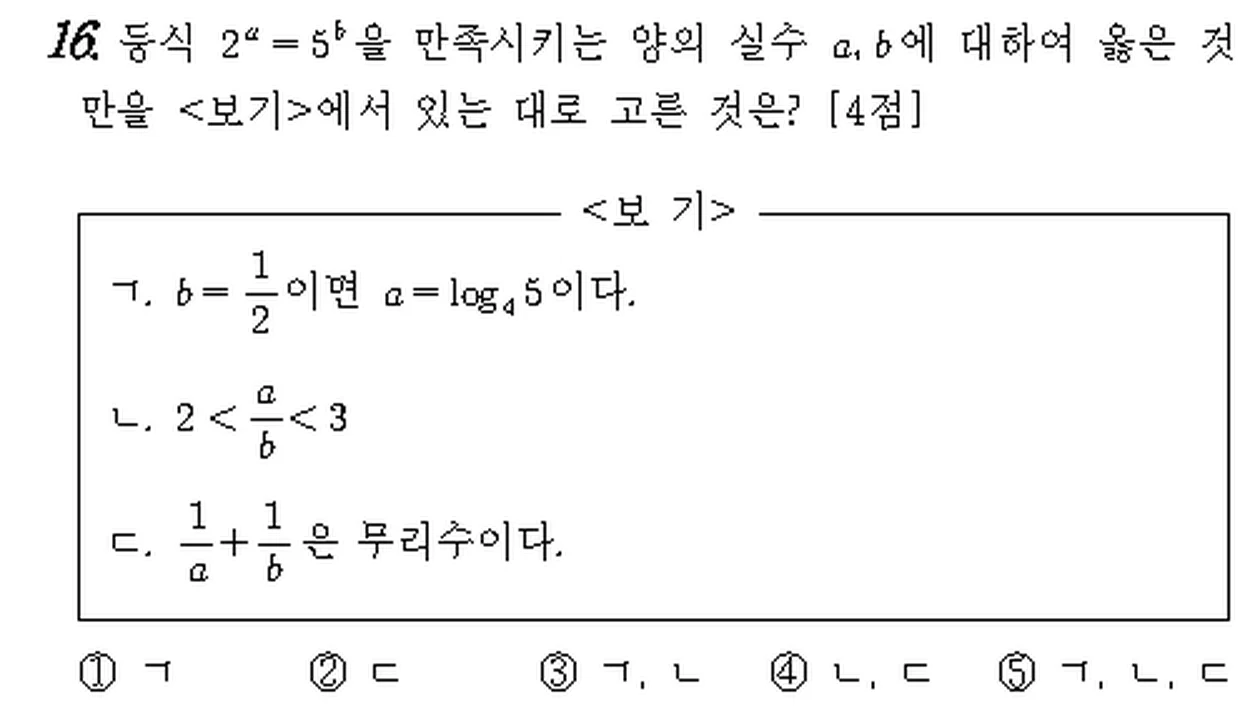 16. 등식 2^a = 5^b을 만족시키는 양의 실수 a, b에 대하여 옳은 것
만을 <보기>에서 있는 대로 고른 것은? [4점]
<보 기>
ㄱ. b = 1/2 이면 a = log₄ 5이다.
ㄴ. 2 < a/b < 3
ㄷ. 1/a + 1/b 은 무리수이다.
① ㄱ ② ㄷ ③ ㄱ, ㄴ ④ ㄴ, ㄷ ⑤ ㄱ, ㄴ, ㄷ